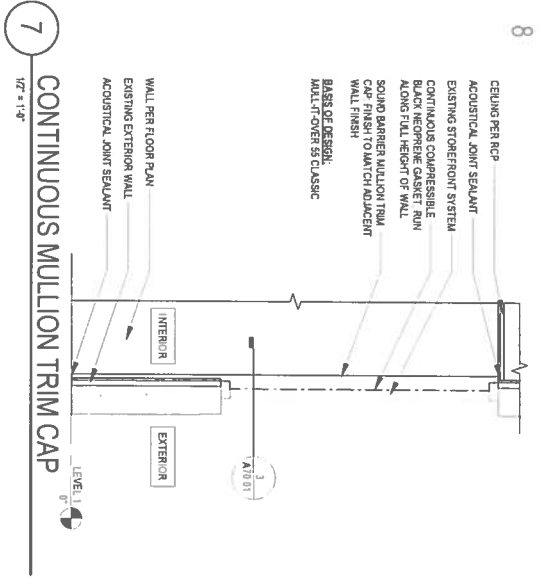 8
CEILING PER RCP
ACOUSTICAL JOINT SEALANT
EXISTING STOREFRONT SYSTEM
CONTINUOUS COMPRESSIBLE
BLACK NEOPRENE GASKET RUN
ALONG FULL HEIGHT OF WALL
SOUND BARRIER MULLION TRIM
CAP FINISH TO MATCH ADJACENT
WALL FINISH
BASIS OF DESIGN:
MULL-IT-OVER 55 CLASSIC
WALL PER FLOOR PLAN
EXISTING EXTERIOR WALL
ACOUSTICAL JOINT SEALANT
INTERIOR
EXTERIOR
3
A70 01
LEVEL 1
0"
7
CONTINUOUS MULLION TRIM CAP
1/2" = 1'-0"